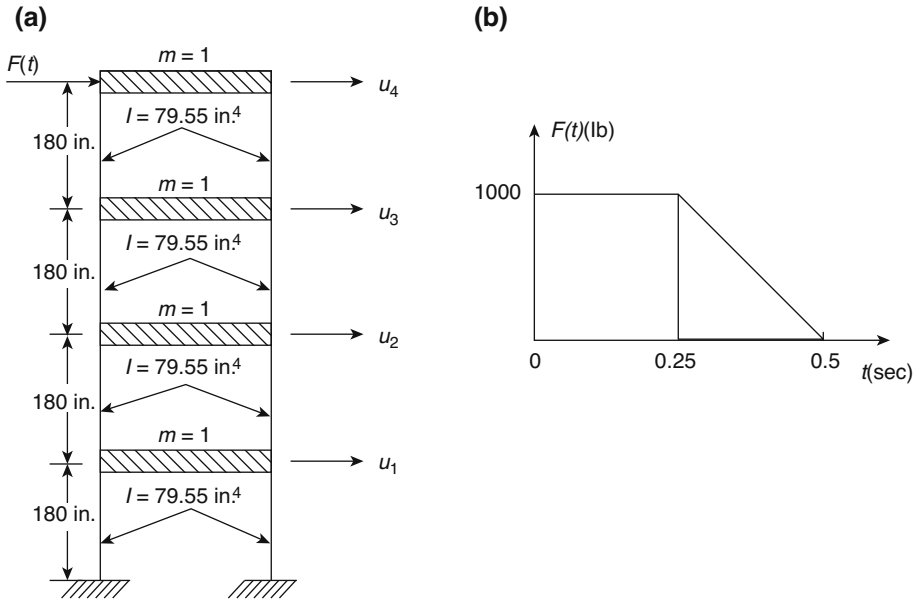 (a)
m = 1
F(t)
u4
I = 79.55 in.4
180 in.
m = 1
u3
I = 79.55 in.4
180 in.
m = 1
u2
I = 79.55 in.4
180 in.
m = 1
u1
I = 79.55 in.4
180 in.
(b)
F(t)(Ib)
1000
0
0.25
0.5
t(sec)